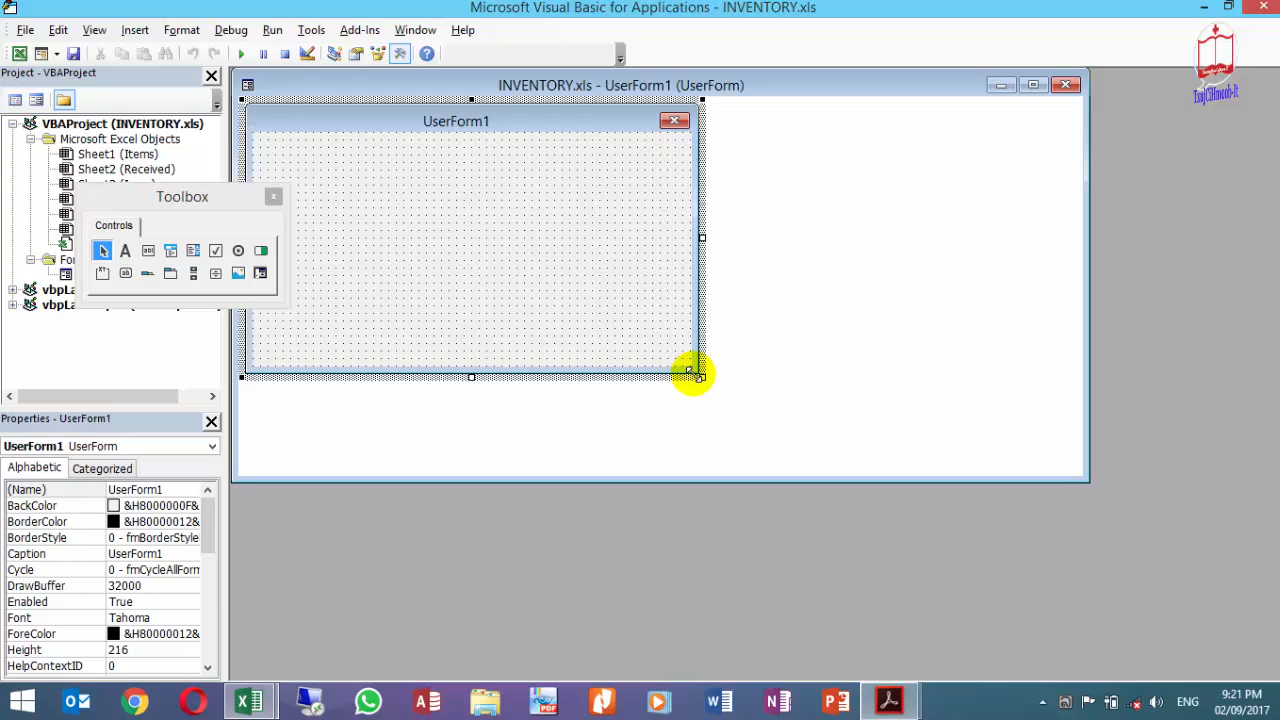 Microsoft Visual Basic for Applications - INVENTORY.xls
File Edit View Insert Format Debug Run Tools Add-Ins Window Help
Project - VBAProject
INVENTORY.xls - UserForm1 (UserForm)
VBAProject (INVENTORY.xls)
Microsoft Excel Objects
Sheet1 (Items)
Sheet2 (Received)
UserForm1
Toolbox
Controls
Properties - UserForm1
UserForm1 UserForm
Alphabetic Categorized
(Name) UserForm1
BackColor &H8000000F&
BorderColor &H80000012&
BorderStyle 0 - fmBorderStyle
Caption UserForm1
Cycle 0 - fmCycleAllForm
DrawBuffer 32000
Enabled True
Font Tahoma
ForeColor &H80000012&
Height 216
HelpContextID 0
ENG
9:21 PM
02/09/2017